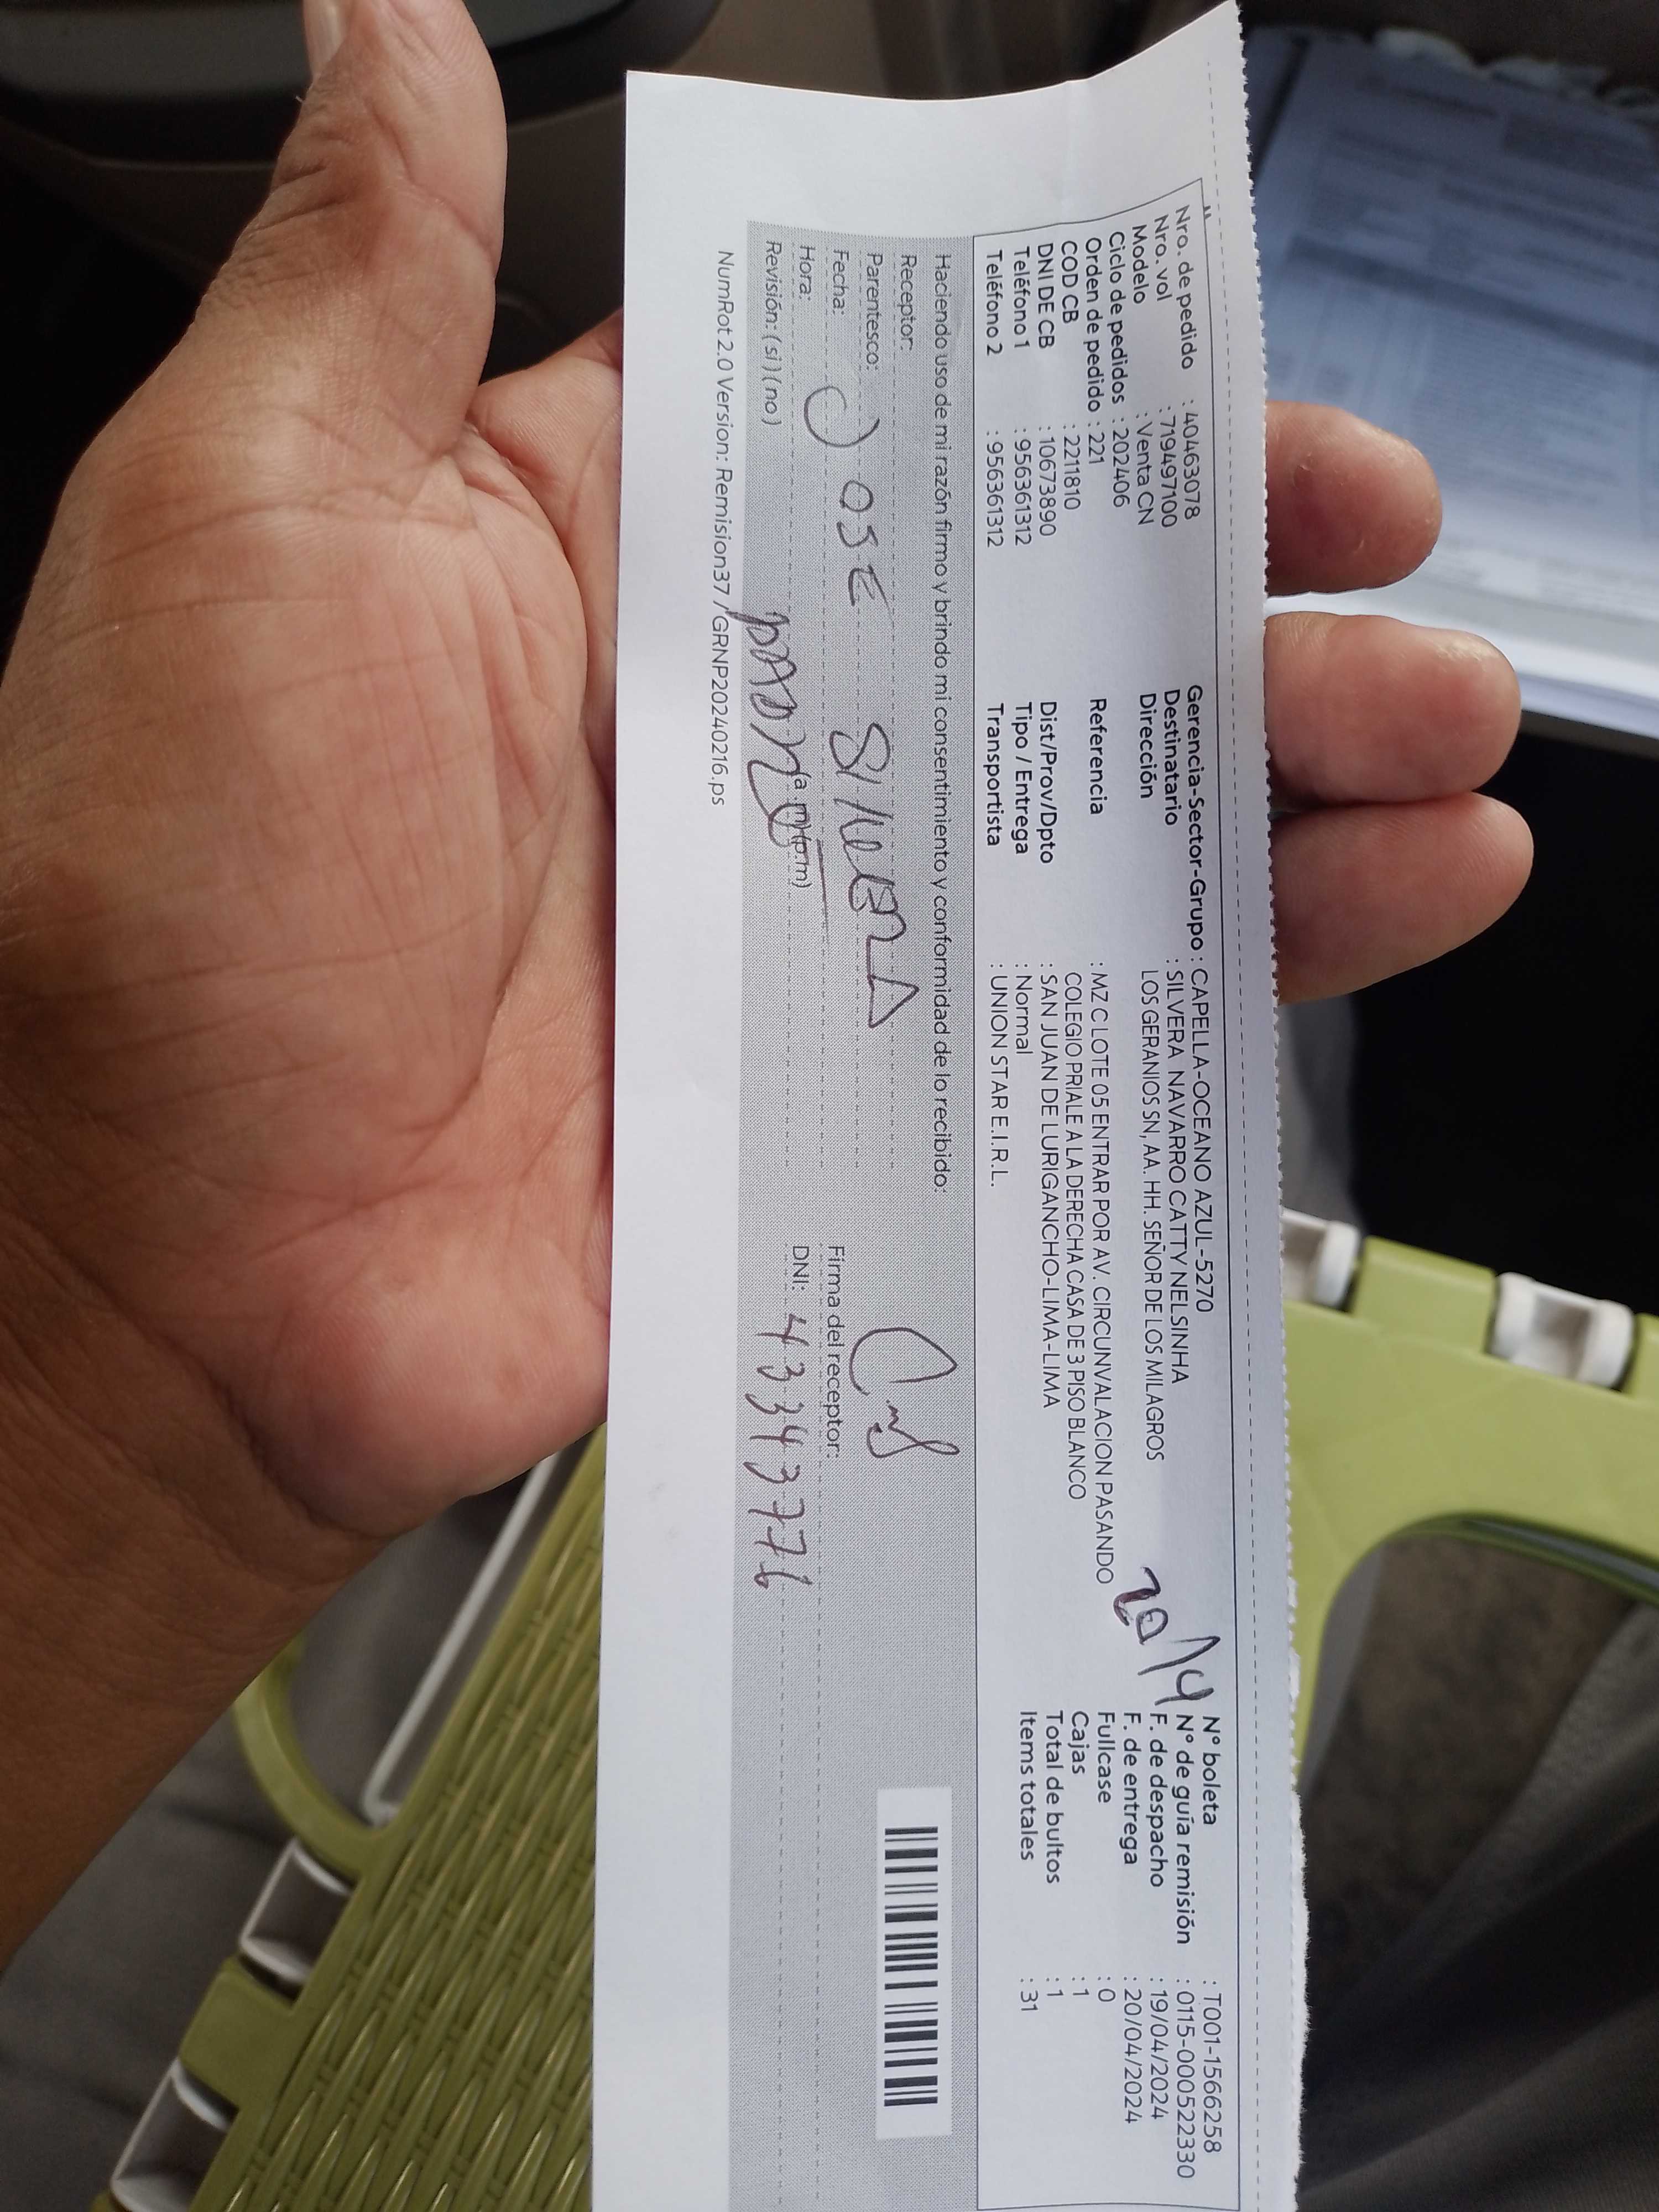 Nro. de pedido : 40463078
Nro. vol : 719497100
Modelo : Venta CN
Ciclo de pedidos : 202406
Orden de pedido : 221
COD CB : 2211810
DNI DE CB : 10673890
Teléfono 1 : 956361312
Teléfono 2 : 956361312
Gerencia-Sector-Grupo : CAPELLA-OCEANO AZUL-5270
Destinatario : SILVERA NAVARRO CATTY NELSINHA
Dirección LOS GERANIOS SN, AA. HH. SEÑOR DE LOS MILAGROS
Referencia : MZ C LOTE 05 ENTRAR POR AV. CIRCUNVALACION PASANDO
COLEGIO PRIALE A LA DERECHA CASA DE 3 PISO BLANCO
Dist/Prov/Dpto : SAN JUAN DE LURIGANCHO-LIMA-LIMA
Tipo / Entrega : Normal
Transportista : UNION STAR E.I.R.L.
20/4
N° boleta : T001-1566258
N° de guía remisión : 0115-000522330
F. de despacho : 19/04/2024
F. de entrega : 20/04/2024
Fullcase : 0
Cajas : 1
Total de bultos : 1
Items totales : 31
Haciendo uso de mi razón firmo y brindo mi consentimiento y conformidad de lo recibido:
Receptor:
Parentesco: JOSE SILVERA
Fecha:
Hora: (a.m) (p.m)
Revisión: (si) (no)
Firma del receptor:
DNI: 43343776
NumRot 2.0 Version: Remision37 / GRNP20240216.ps